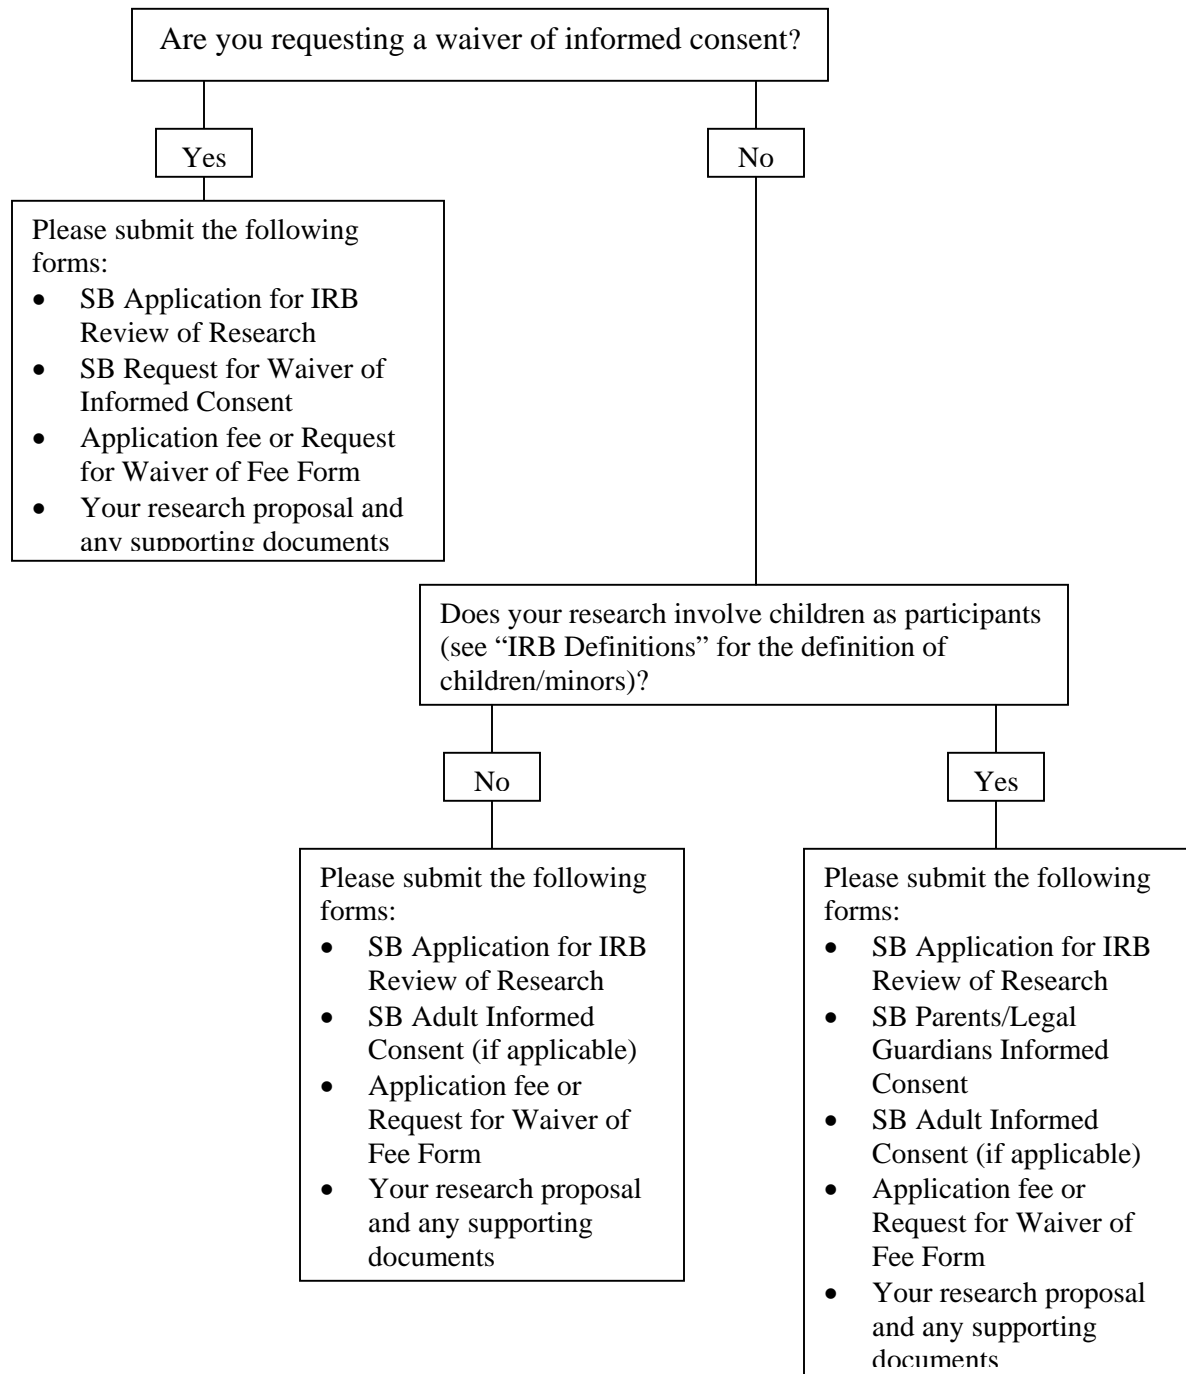 Are you requesting a waiver of informed consent?
Yes
No
Please submit the following
forms:
• SB Application for IRB
Review of Research
• SB Request for Waiver of
Informed Consent
• Application fee or Request
for Waiver of Fee Form
• Your research proposal and
any supporting documents
Does your research involve children as participants
(see “IRB Definitions” for the definition of
children/minors)?
No
Yes
Please submit the following
forms:
• SB Application for IRB
Review of Research
• SB Adult Informed
Consent (if applicable)
• Application fee or
Request for Waiver of
Fee Form
• Your research proposal
and any supporting
documents
Please submit the following
forms:
• SB Application for IRB
Review of Research
• SB Parents/Legal
Guardians Informed
Consent
• SB Adult Informed
Consent (if applicable)
• Application fee or
Request for Waiver of
Fee Form
• Your research proposal
and any supporting
documents